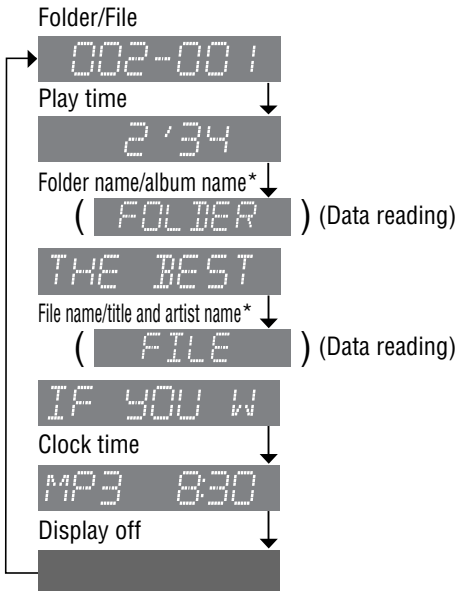 Folder/File
002-001
Play time
2'34
Folder name/album name*
( FOLDER ) (Data reading)
THE BEST
File name/title and artist name*
( FILE ) (Data reading)
IF YOU W
Clock time
MP3 8:30
Display off